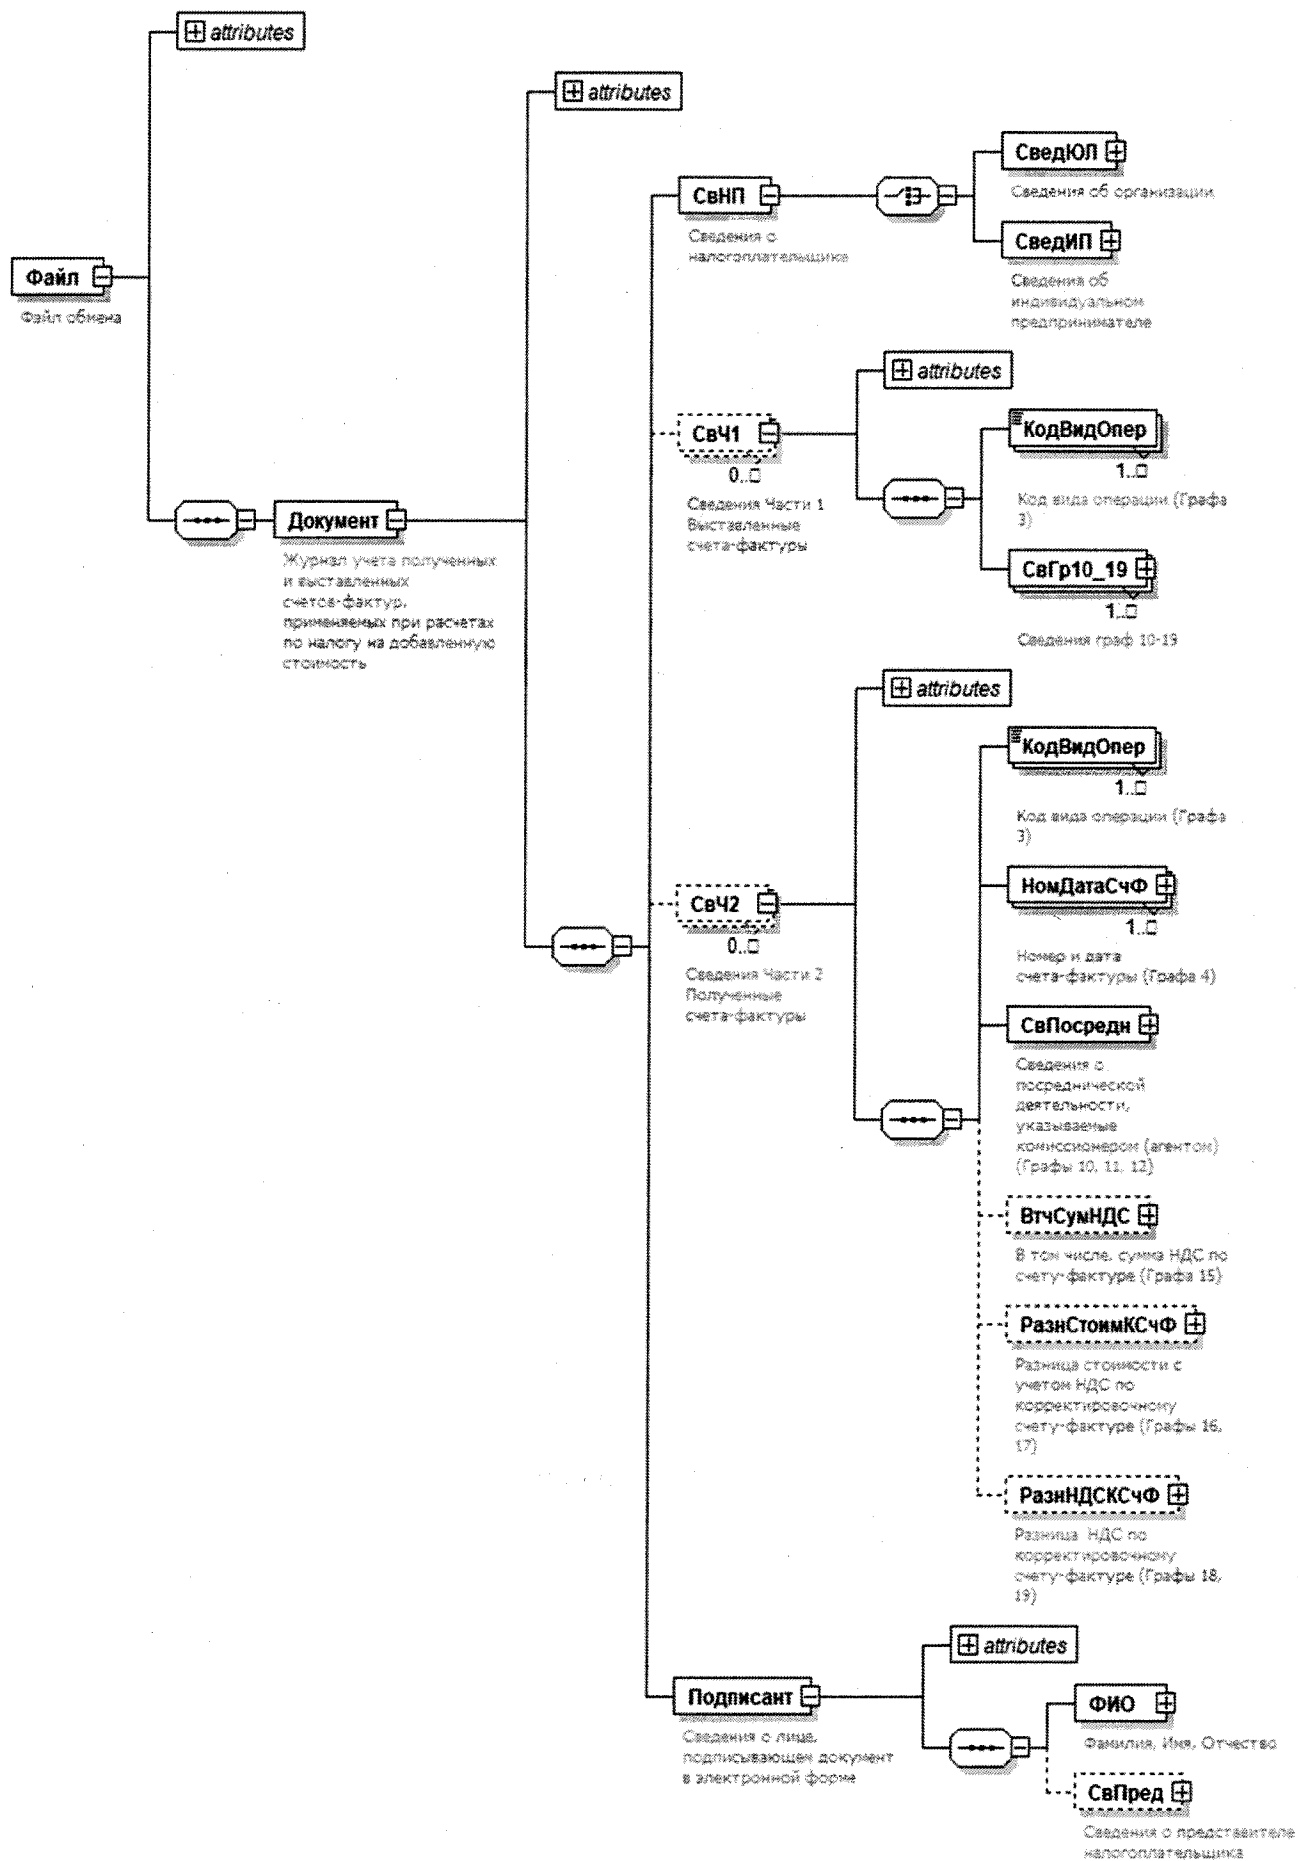 attributes
attributes
СведЮЛ
Сведения об организации
СвНП
Сведения о
налогоплательщике
СведИП
Сведения об
индивидуальном
предпринимателе
Файл
Файл обмена
attributes
СвЧ1
0..□
Сведения Части 1
Выставленные
счета-фактуры
КодВидОпер
1..□
Код вида операции (Графа
3)
СвГр10_19
1..□
Сведения граф 10-19
Документ
Журнал учета полученных
и выставленных
счетов-фактур,
применяемых при расчетах
по налогу на добавленную
стоимость
attributes
КодВидОпер
1..□
Код вида операции (Графа
3)
СвЧ2
0..□
Сведения Части 2
Полученные
счета-фактуры
НомДатаСчФ
1..□
Номер и дата
счета-фактуры (Графа 4)
СвПосредн
Сведения о
посреднической
деятельности,
указываемые
комиссионером (агентом)
(Графы 10, 11, 12)
ВтчСумНДС
В том числе, сумма НДС по
счету-фактуре (Графа 15)
РазнСтоимКСчФ
Разница стоимости с
учетом НДС по
корректировочному
счету-фактуре (Графы 16,
17)
РазнНДСКСчФ
Разница НДС по
корректировочному
счету-фактуре (Графы 18,
19)
attributes
Подписант
Сведения о лице,
подписывающем документ
в электронной форме
ФИО
Фамилия, Имя, Отчество
СвПред
Сведения о представителе
налогоплательщика